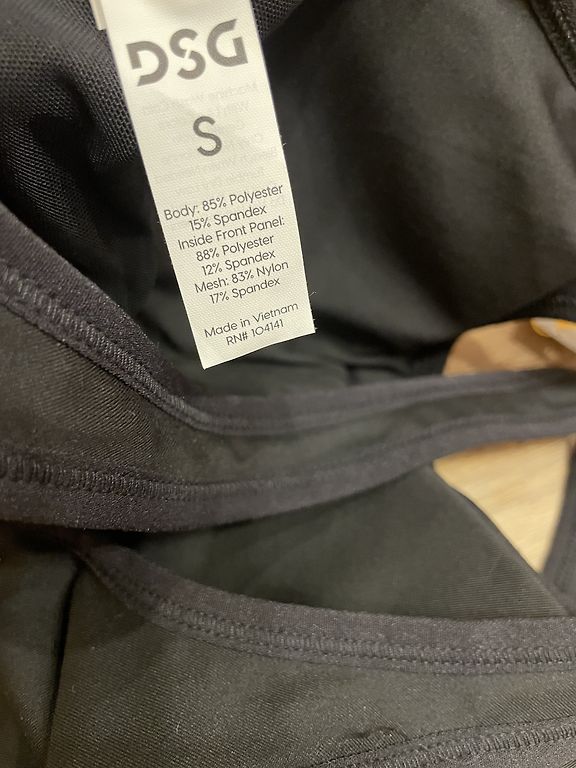 DSG
S
Body: 85% Polyester
15% Spandex
Inside Front Panel:
88% Polyester
12% Spandex
Mesh: 83% Nylon
17% Spandex
Made in Vietnam
RN# 104141